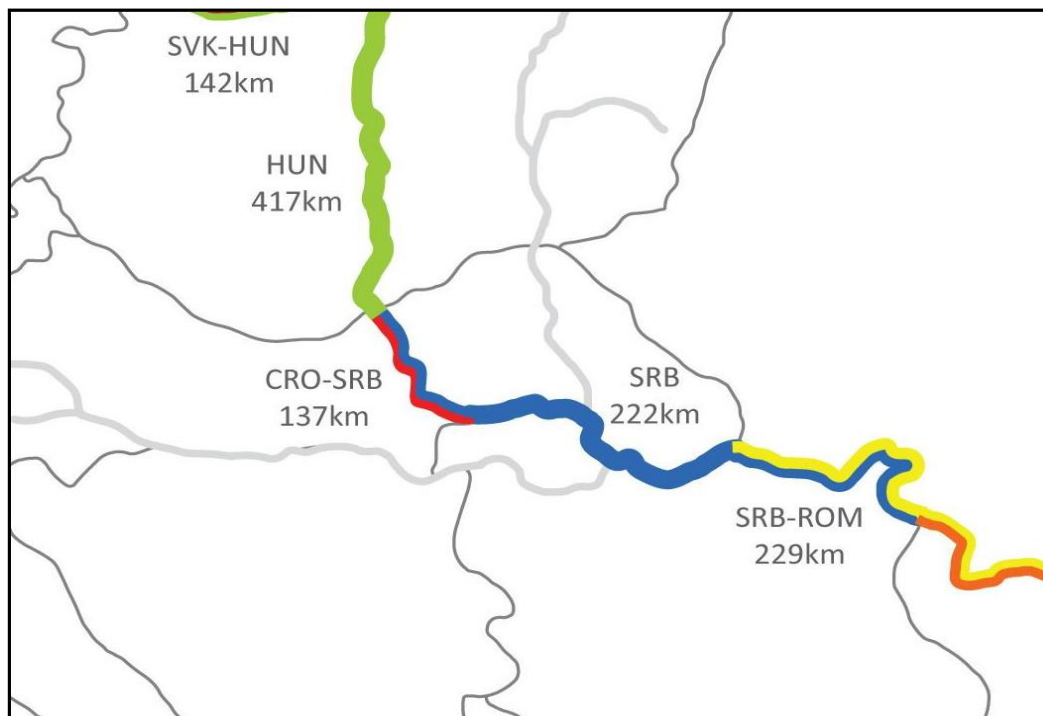 SVK-HUN
142km
HUN
417km
CRO-SRB
137km
SRB
222km
SRB-ROM
229km